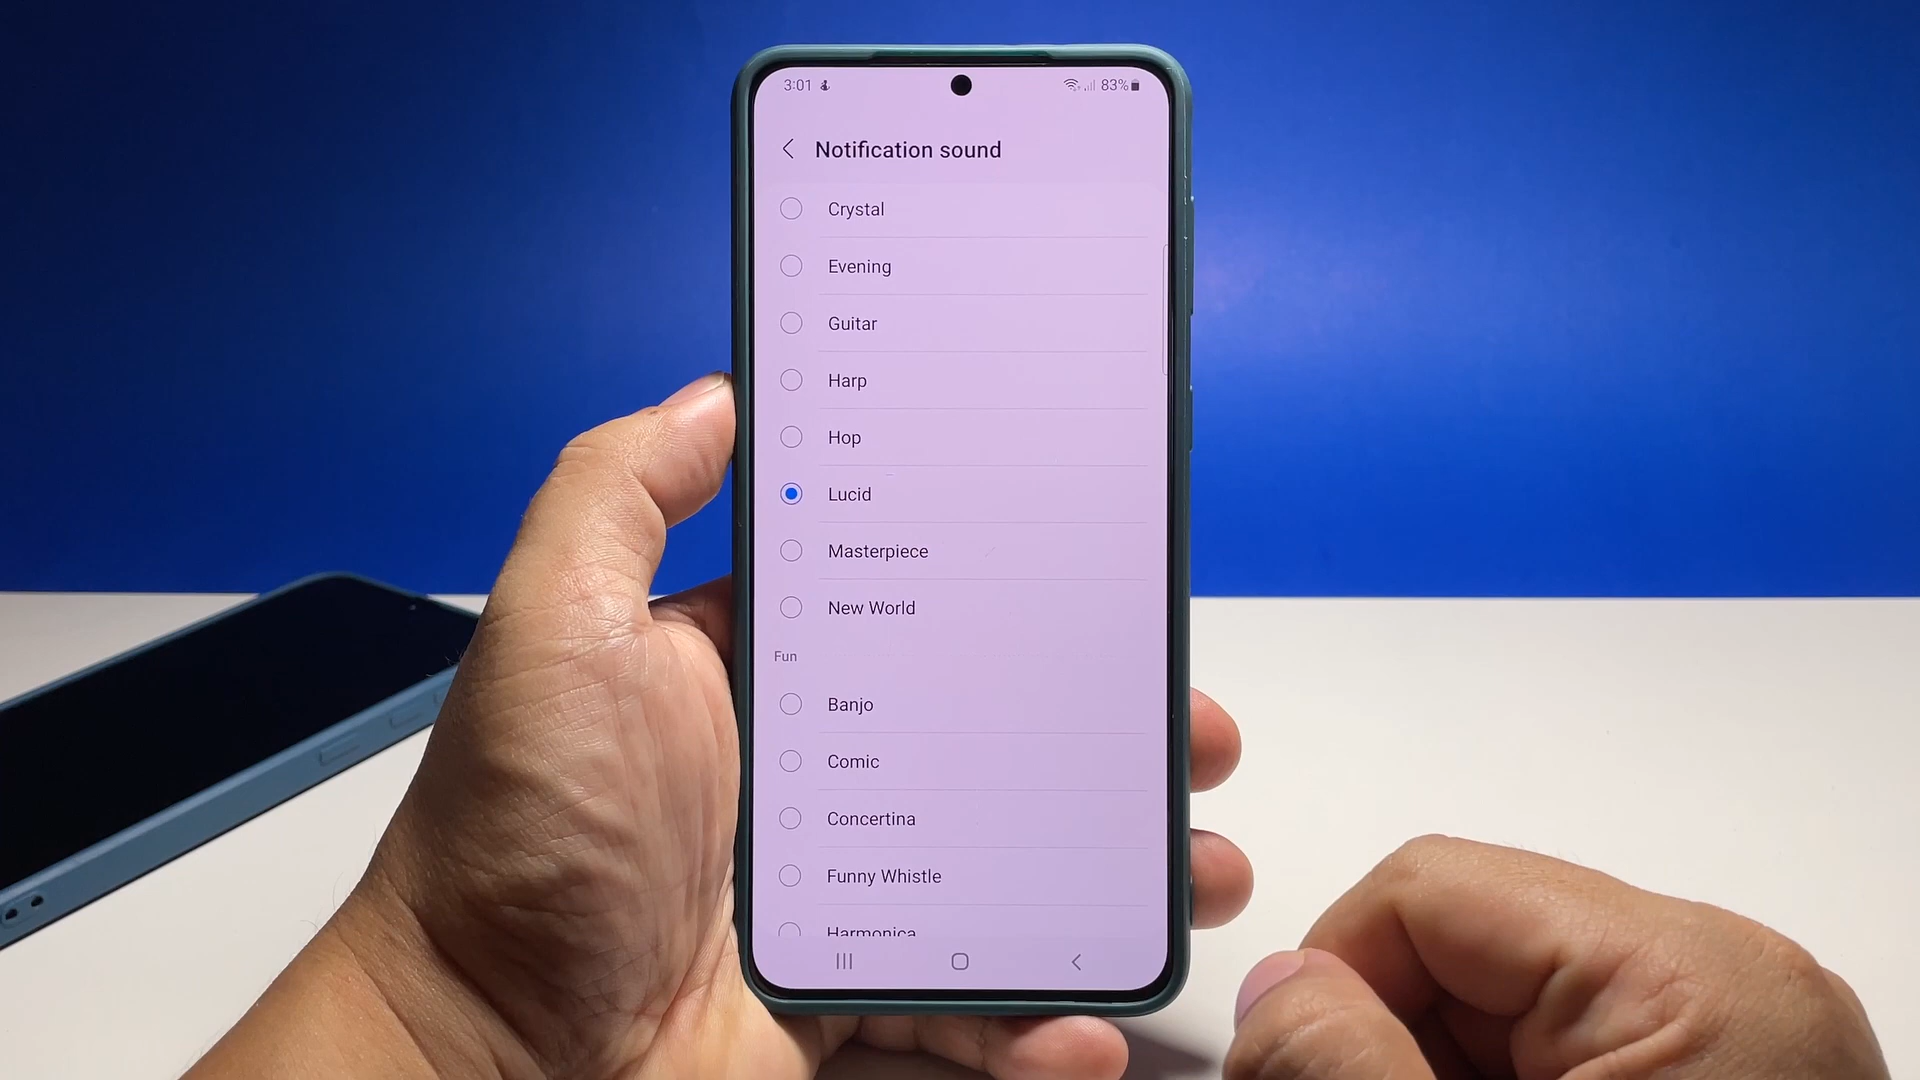 3:01 83%
Notification sound
Crystal
Evening
Guitar
Harp
Hop
Lucid
Masterpiece
New World
Fun
Banjo
Comic
Concertina
Funny Whistle
Harmonica